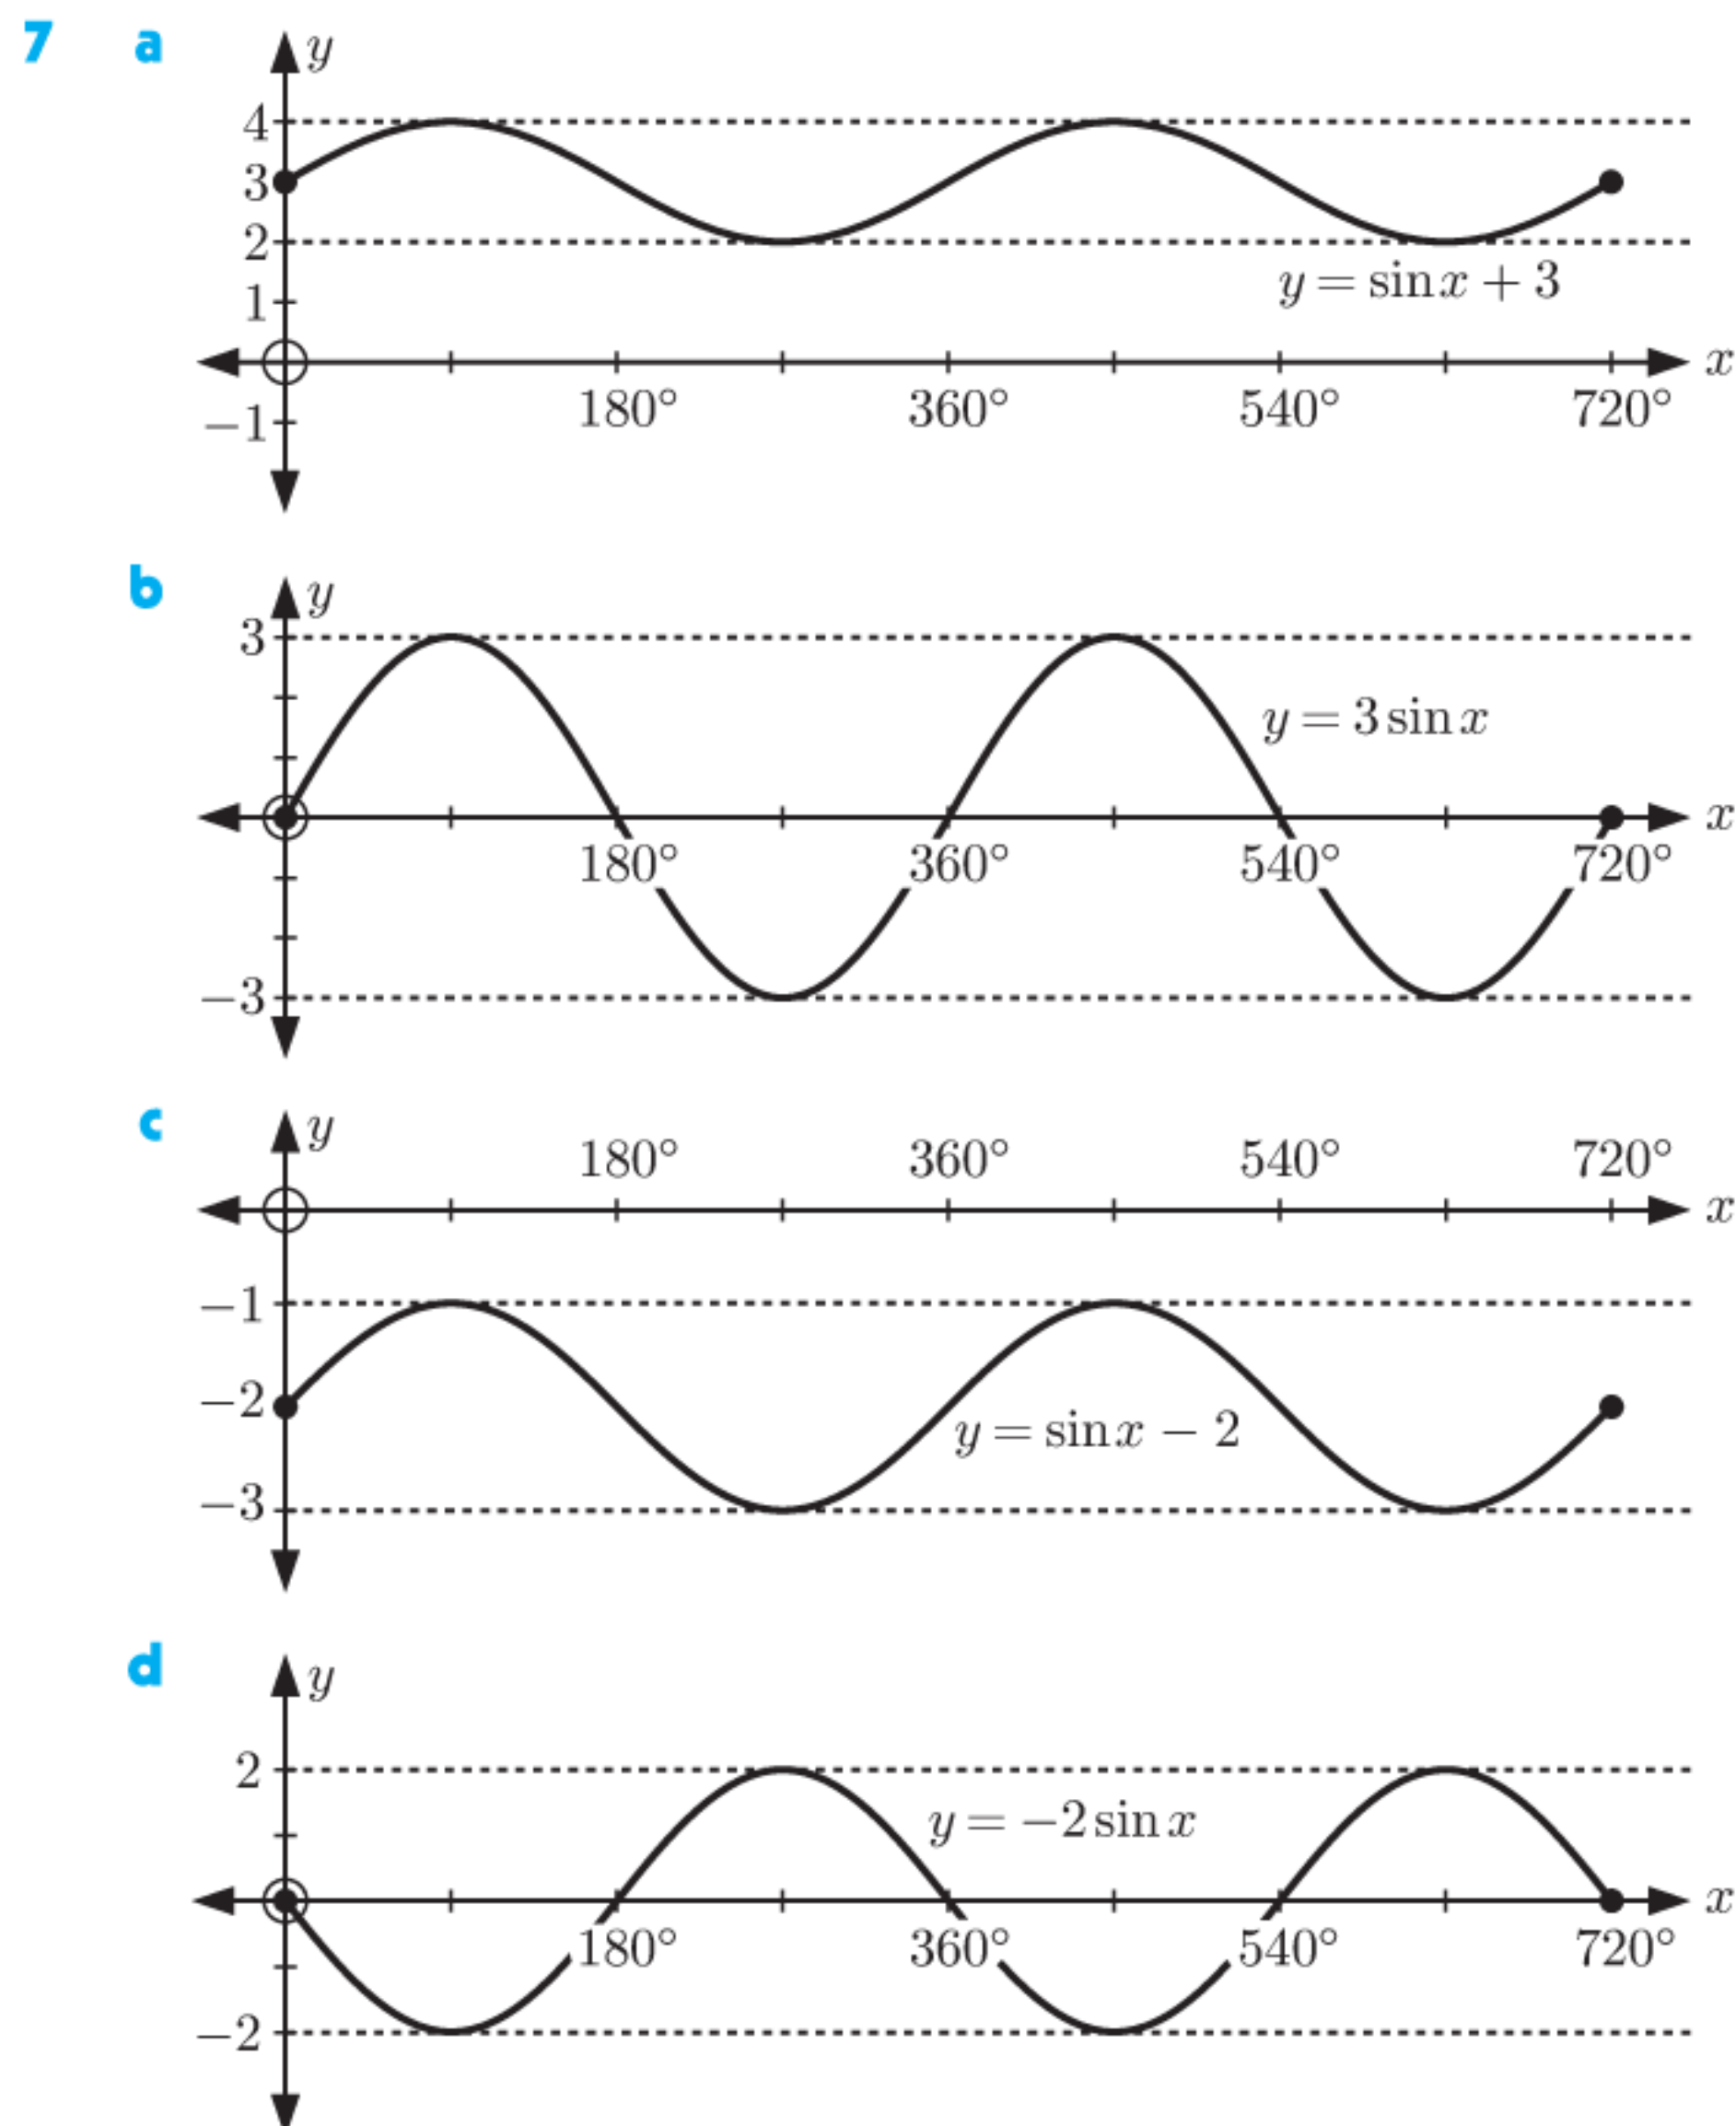 7 a
y
4
3
2
y = sin x + 3
1
x
180° 360° 540° 720°
−1
b
y
3
y = 3 sin x
x
180° 360° 540° 720°
−3
c
y
180° 360° 540° 720°
x
−1
−2
y = sin x − 2
−3
d
y
2
y = −2 sin x
x
180° 360° 540° 720°
−2